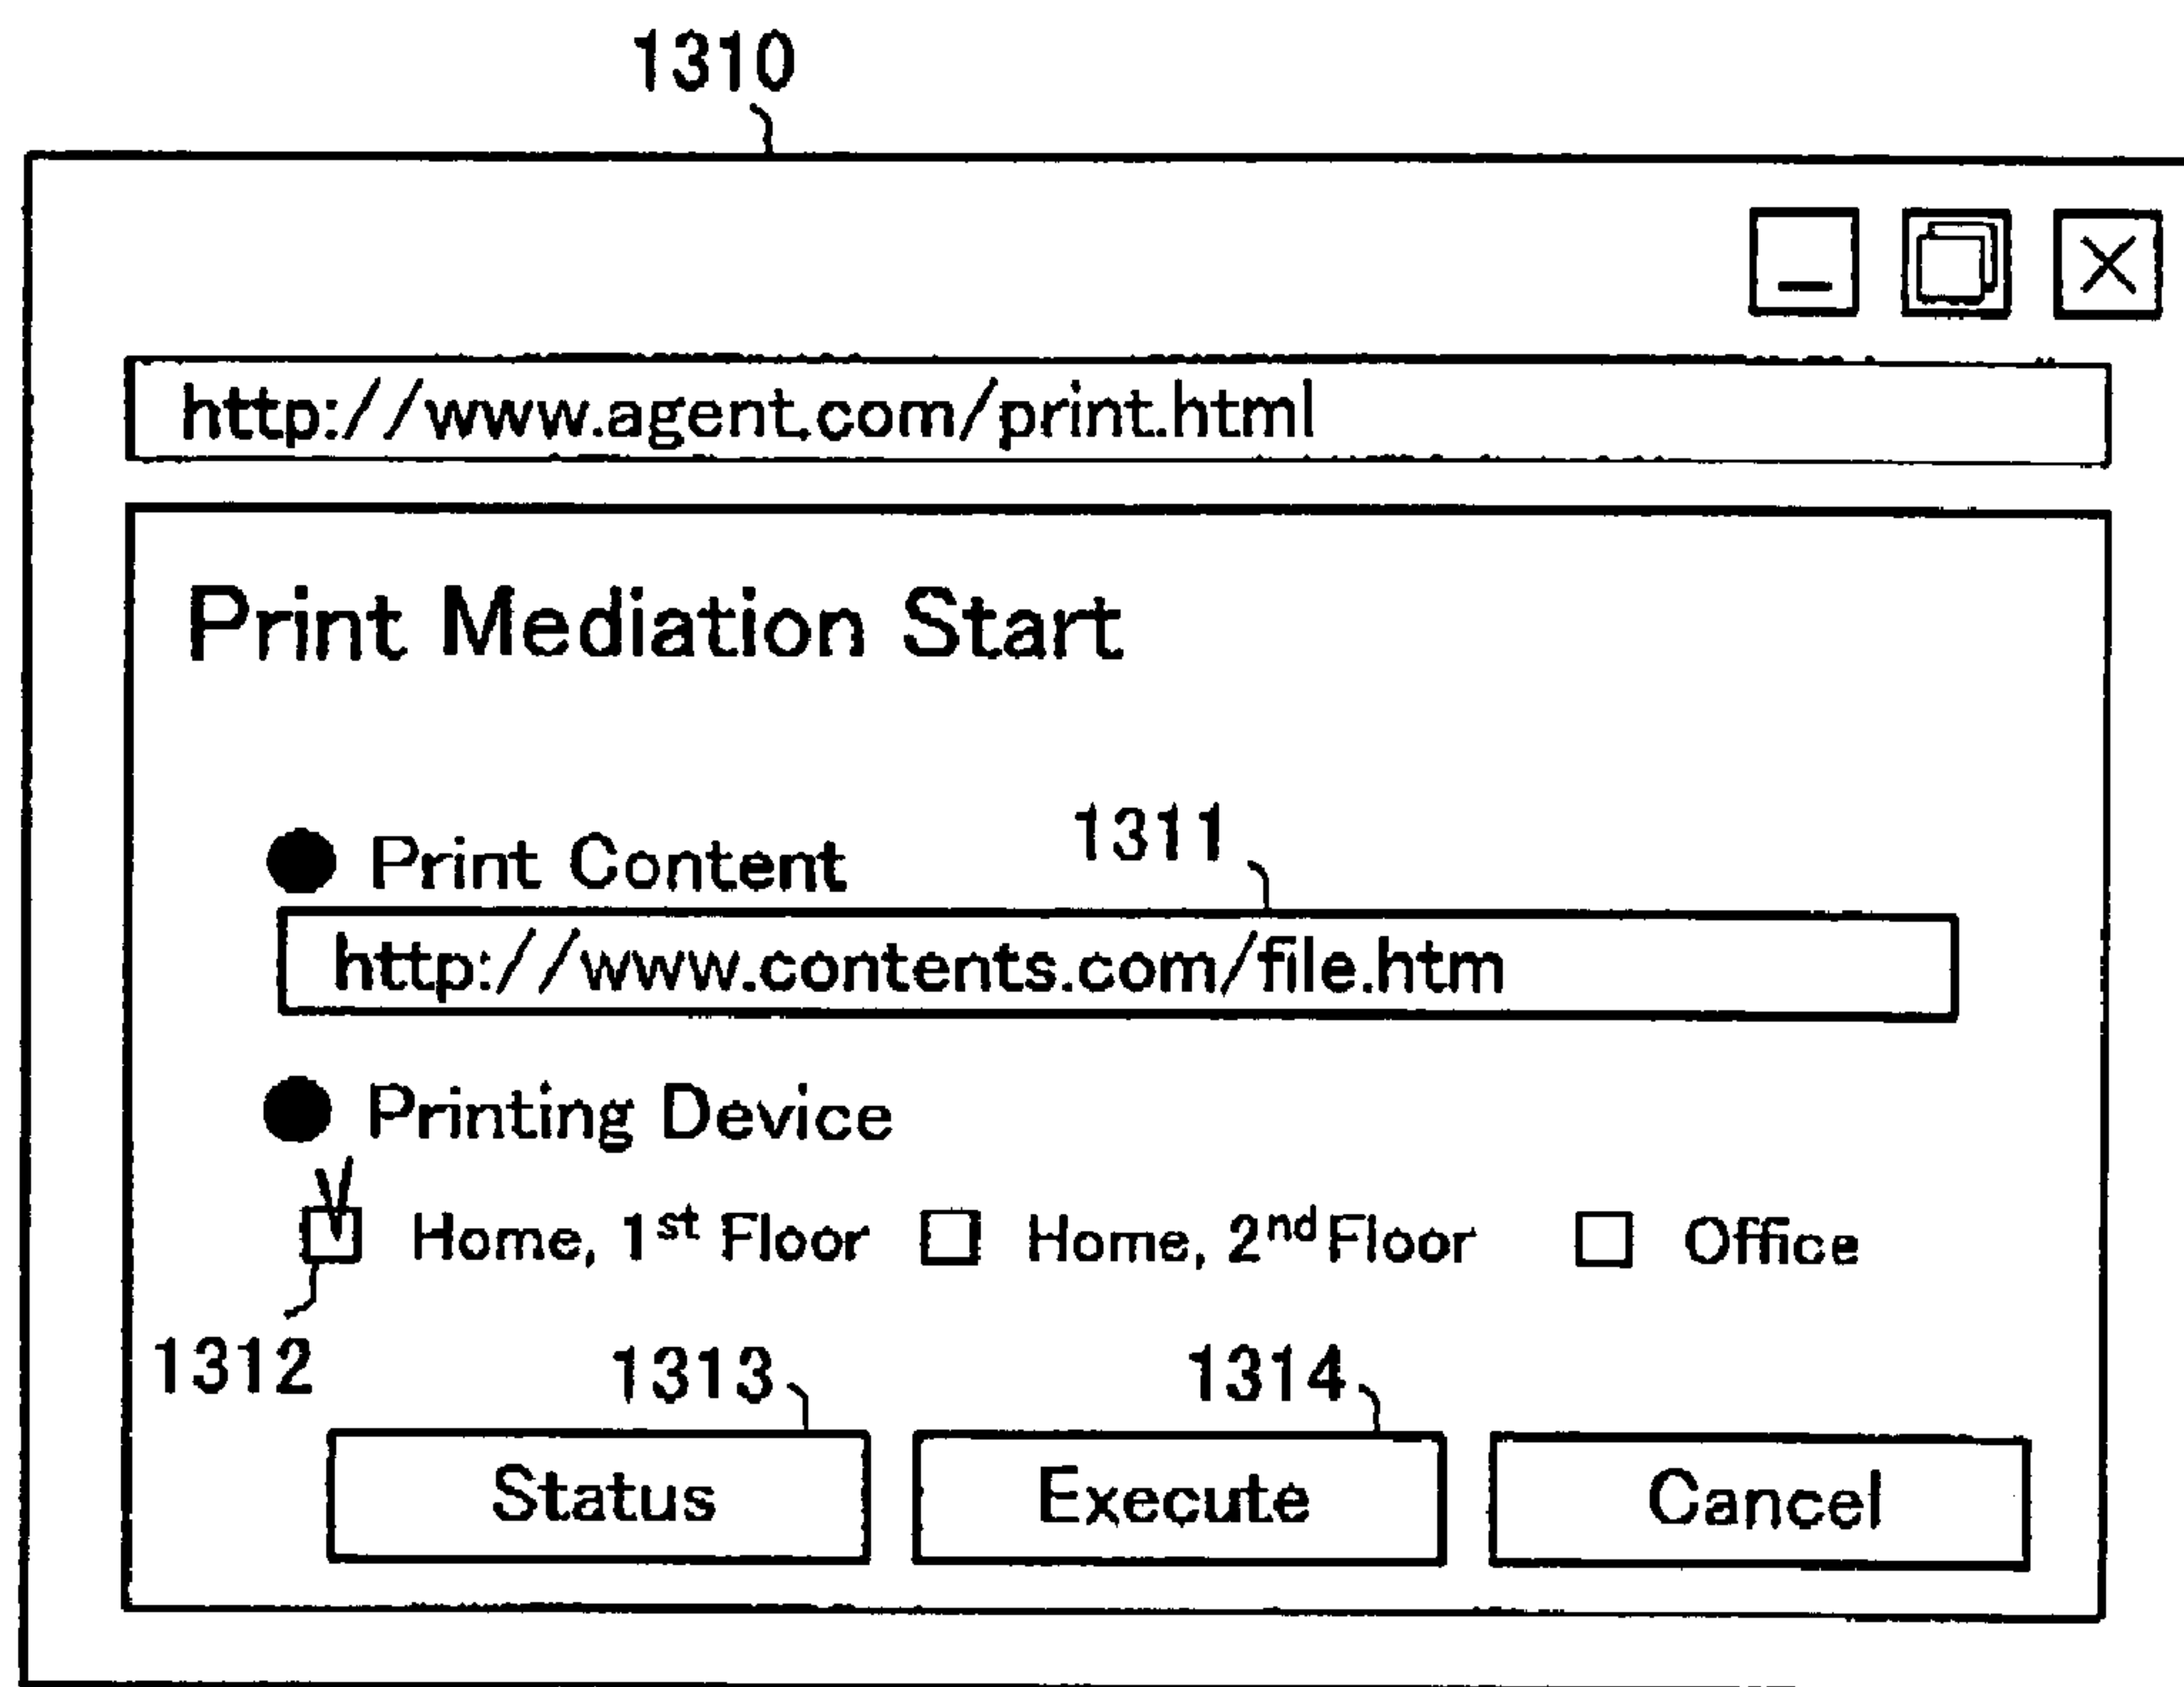 1310
http://www.agent.com/print.html
Print Mediation Start
● Print Content 1311
http://www.contents.com/file.htm
● Printing Device
Home, 1st Floor Home, 2nd Floor Office
1312 1313 1314
Status Execute Cancel